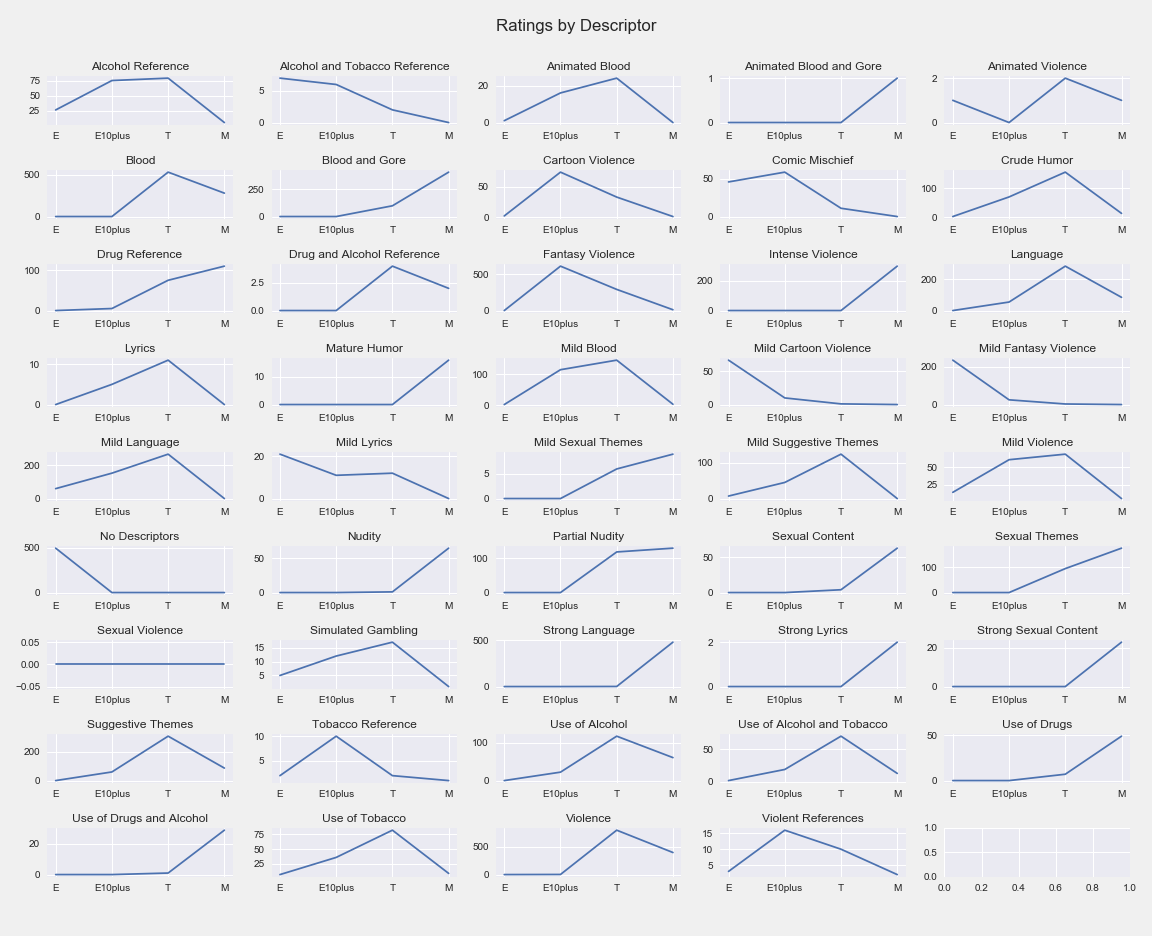 Ratings by Descriptor
Alcohol Reference Alcohol and Tobacco Reference Animated Blood Animated Blood and Gore Animated Violence
75 50 25 5 0 20 0 1 0 2 0
E E10plus T M E E10plus T M E E10plus T M E E10plus T M E E10plus T M
Blood Blood and Gore Cartoon Violence Comic Mischief Crude Humor
500 0 250 0 50 0 50 0 100 0
E E10plus T M E E10plus T M E E10plus T M E E10plus T M E E10plus T M
Drug Reference Drug and Alcohol Reference Fantasy Violence Intense Violence Language
100 0 2.5 0.0 500 0 200 0 200 0
E E10plus T M E E10plus T M E E10plus T M E E10plus T M E E10plus T M
Lyrics Mature Humor Mild Blood Mild Cartoon Violence Mild Fantasy Violence
10 0 10 0 100 0 50 0 200 0
E E10plus T M E E10plus T M E E10plus T M E E10plus T M E E10plus T M
Mild Language Mild Lyrics Mild Sexual Themes Mild Suggestive Themes Mild Violence
200 0 20 0 5 0 100 0 50 25
E E10plus T M E E10plus T M E E10plus T M E E10plus T M E E10plus T M
No Descriptors Nudity Partial Nudity Sexual Content Sexual Themes
500 0 50 0 100 0 50 0 100 0
E E10plus T M E E10plus T M E E10plus T M E E10plus T M E E10plus T M
Sexual Violence Simulated Gambling Strong Language Strong Lyrics Strong Sexual Content
0.05 0.00 −0.05 15 10 5 500 0 2 0 20 0
E E10plus T M E E10plus T M E E10plus T M E E10plus T M E E10plus T M
Suggestive Themes Tobacco Reference Use of Alcohol Use of Alcohol and Tobacco Use of Drugs
200 0 10 5 100 0 50 0 50 0
E E10plus T M E E10plus T M E E10plus T M E E10plus T M E E10plus T M
Use of Drugs and Alcohol Use of Tobacco Violence Violent References
20 0 75 50 25 500 0 15 10 5 1.0 0.5 0.0
E E10plus T M E E10plus T M E E10plus T M E E10plus T M 0.0 0.2 0.4 0.6 0.8 1.0